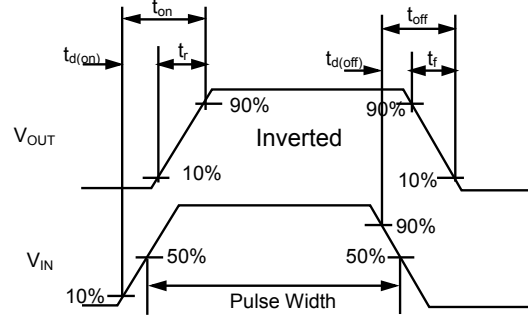 t_on
t_off
t_d(on)
t_r
t_d(off)
t_f
90%
90%
V_OUT
Inverted
10%
10%
90%
V_IN
50%
50%
10%
Pulse Width